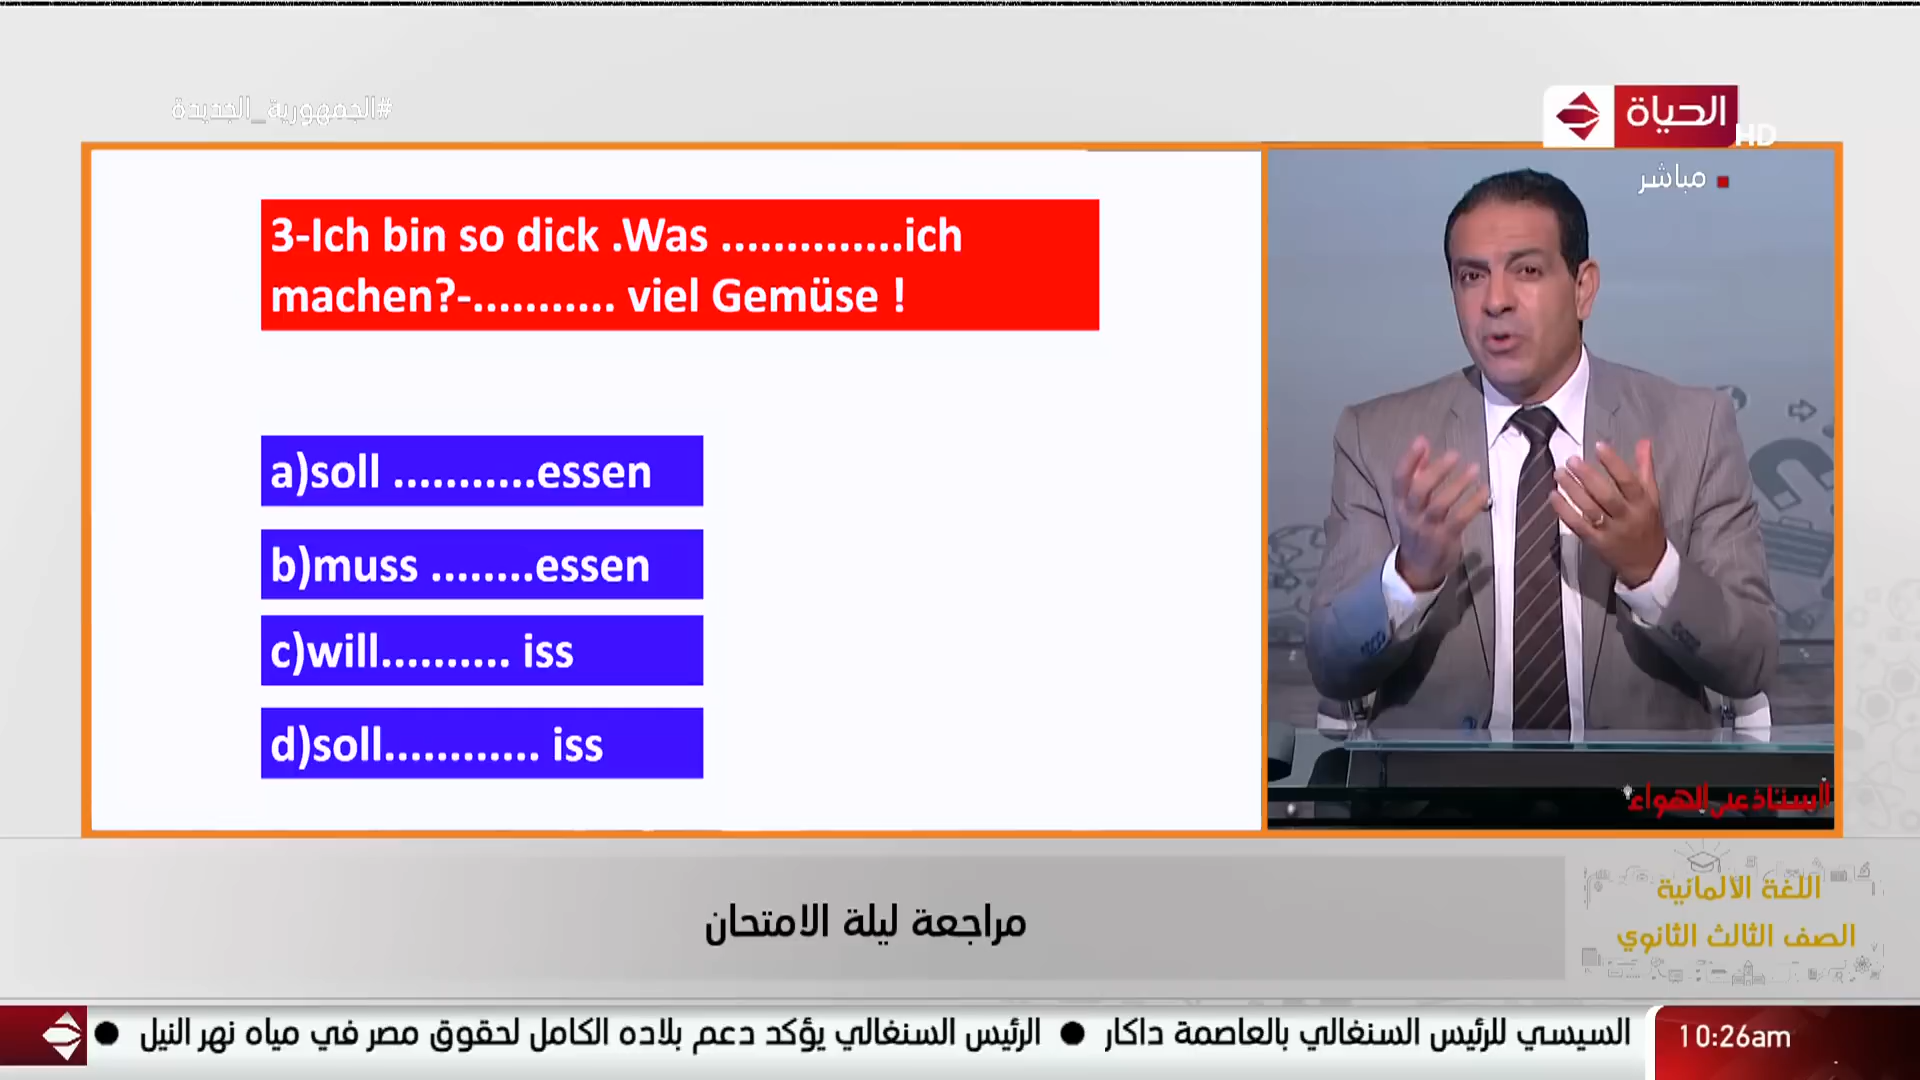 #الجمهورية_الجديدة
الحياة
HD
مباشر
3-Ich bin so dick .Was ..............ich
machen?-........... viel Gemüse !
a)soll ...........essen
b)muss ........essen
c)will.......... iss
d)soll............ iss
الستاذ على الهواء
اللغة الالمانية
الصف الثالث الثانوي
مراجعة ليلة الامتحان
السيسي للرئيس السنغالي بالعاصمة داكار ● الرئيس السنغالي يؤكد دعم بلاده الكامل لحقوق مصر في مياه نهر النيل ●
10:26am